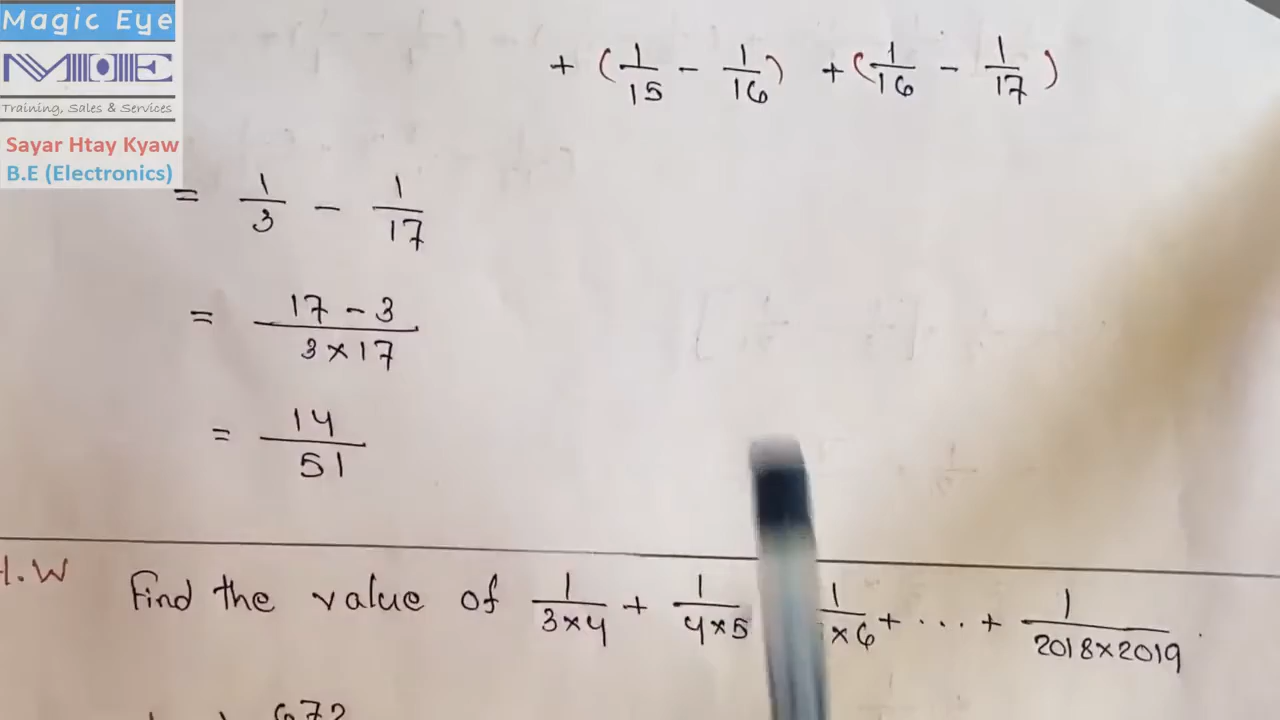 Magic Eye
MOE
Training, Sales & Services
Sayar Htay Kyaw
B.E (Electronics)
+ (1/15 - 1/16) + (1/16 - 1/17)
= 1/3 - 1/17
= (17 - 3)/(3×17)
= 14/51
H.W Find the value of 1/(3×4) + 1/(4×5) 1/(×6) + ... + 1/(2018×2019).
672